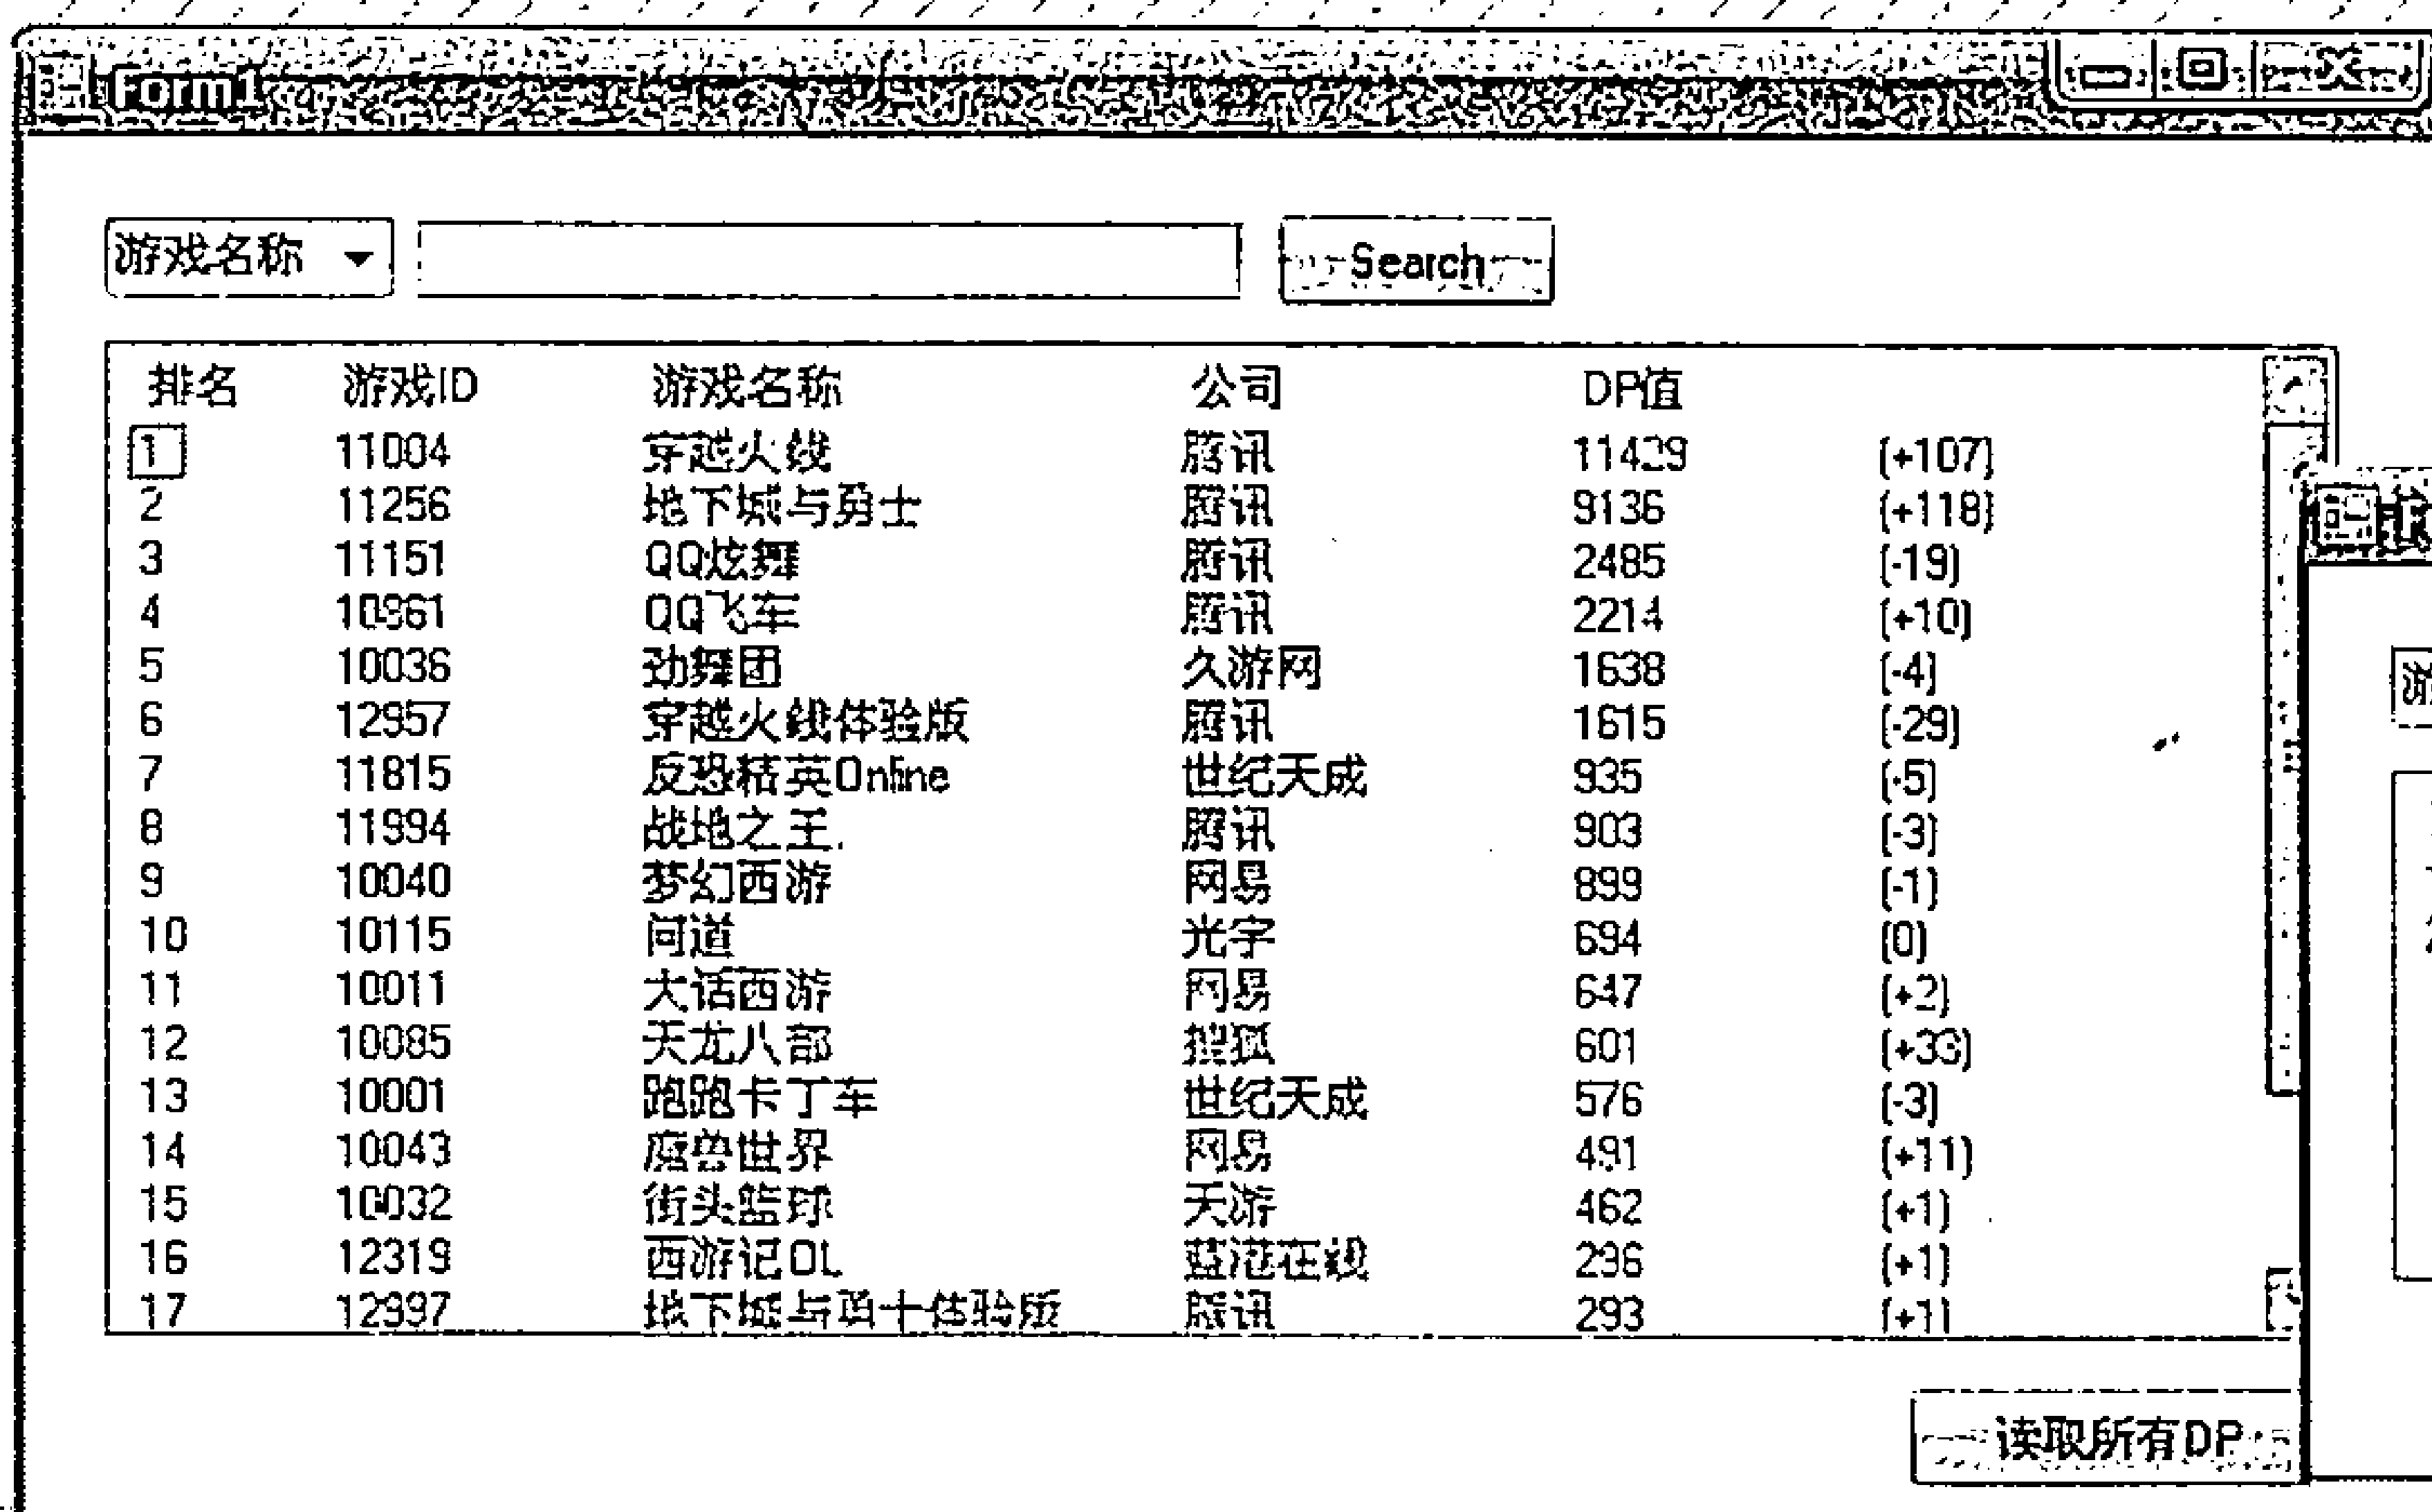 Form1
游戏名称 Search
排名 游戏ID 游戏名称 公司 DP值
1 11004 穿越火线 腾讯 11429 (+107)
2 11256 地下城与勇士 腾讯 9136 (+118)
3 11151 QQ炫舞 腾讯 2485 (-19)
4 QQ飞车 腾讯 2214 (+10)
5 10036 劲舞团 久游网 1638 (-4)
6 12957 穿越火线体验版 腾讯 1615 (-29)
7 11815 反恐精英Online 世纪天成 935 (-5)
8 11994 战地之王 腾讯 903 (-3)
9 10040 梦幻西游 网易 899 (-1)
10 10115 问道 光宇 694 (0)
11 10011 大话西游 网易 647 (+2)
12 10085 天龙八部 搜狐 601 (+33)
13 10001 跑跑卡丁车 世纪天成 576 (-3)
14 10043 魔兽世界 网易 491 (+11)
15 10032 街头篮球 天游 462 (+1)
16 12319 西游记OL 蓝港在线 296 (+1)
17 12997 地下城与勇士体验版 腾讯 293 (+1)
读取所有DP